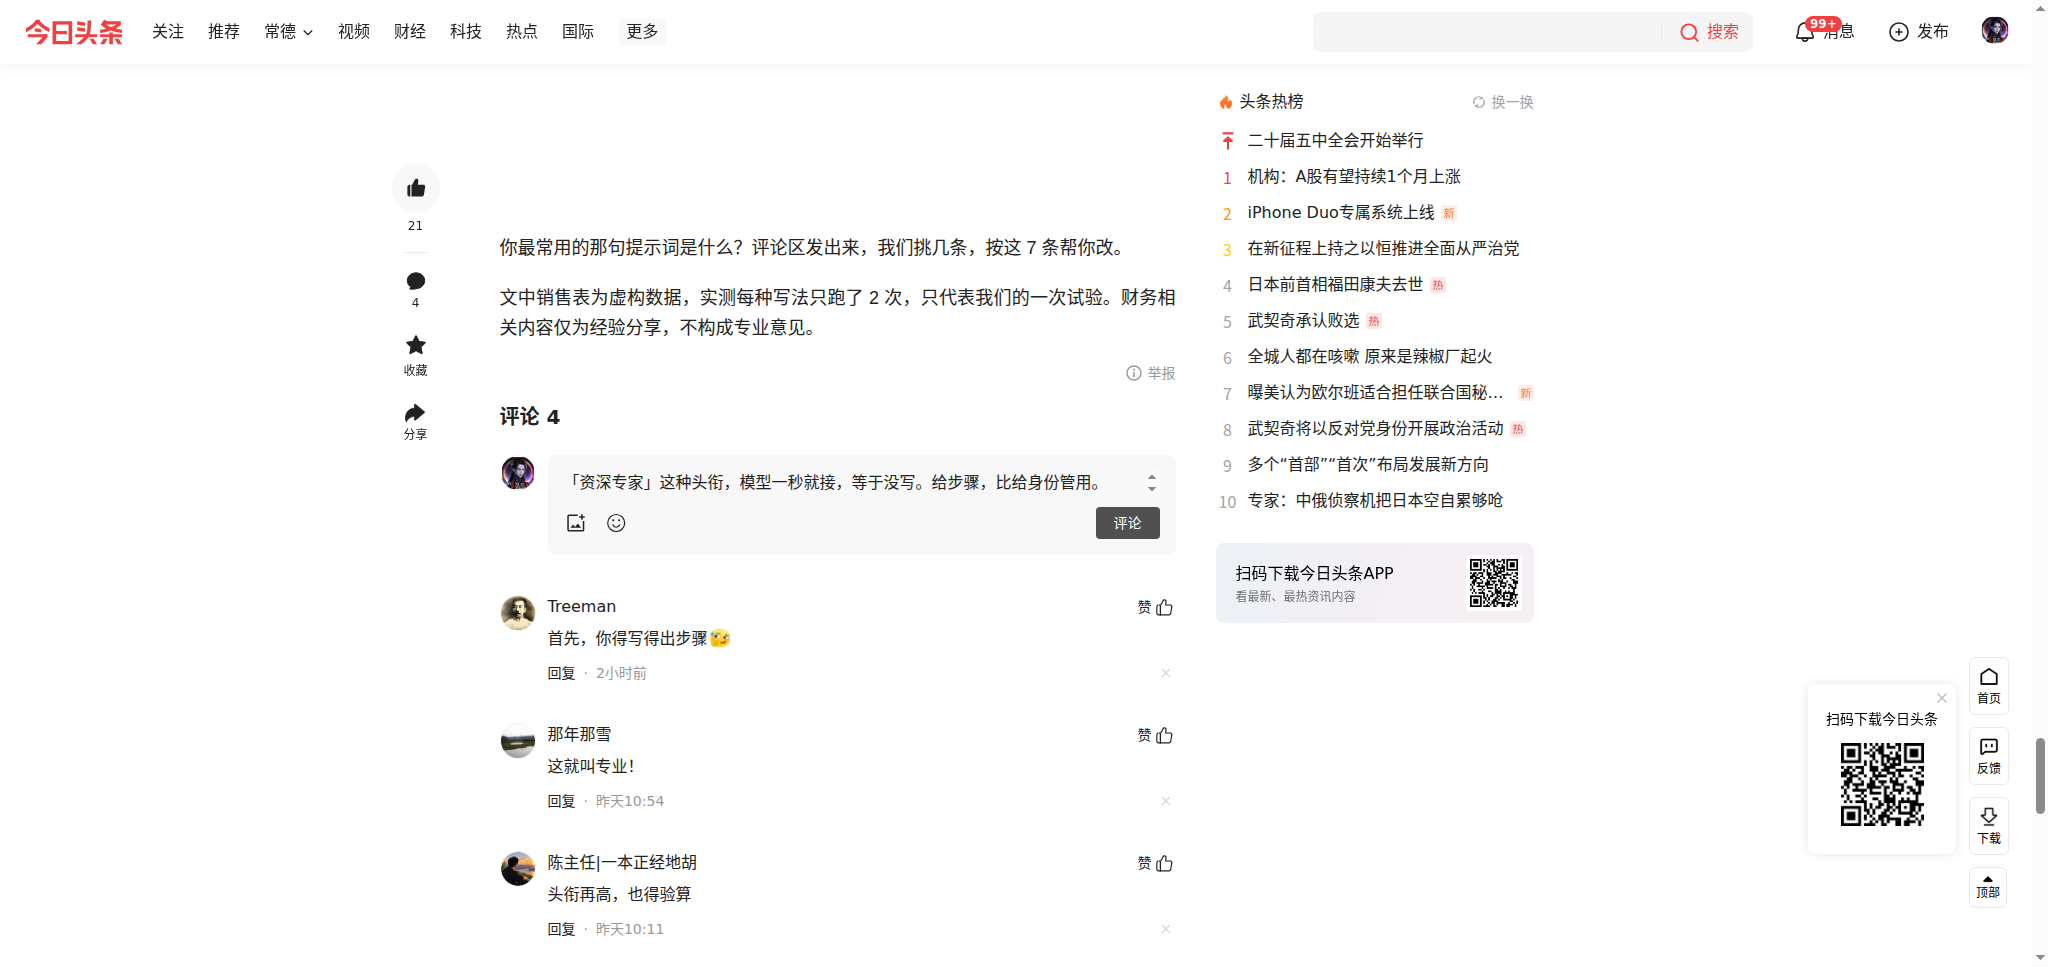 今日头条
关注 推荐 常德 视频 财经 科技 热点 国际 更多
搜索
99+
消息
发布
21
4
收藏
分享
你最常用的那句提示词是什么？评论区发出来，我们挑几条，按这 7 条帮你改。
文中销售表为虚构数据，实测每种写法只跑了 2 次，只代表我们的一次试验。财务相
关内容仅为经验分享，不构成专业意见。
举报
评论 4
「资深专家」这种头衔，模型一秒就接，等于没写。给步骤，比给身份管用。
评论
Treeman
赞
首先，你得写得出步骤
回复 · 2小时前
那年那雪
赞
这就叫专业！
回复 · 昨天10:54
陈主任|一本正经地胡
赞
头衔再高，也得验算
回复 · 昨天10:11
头条热榜
换一换
二十届五中全会开始举行
1 机构：A股有望持续1个月上涨
2 iPhone Duo专属系统上线 新
3 在新征程上持之以恒推进全面从严治党
4 日本前首相福田康夫去世 热
5 武契奇承认败选 热
6 全城人都在咳嗽 原来是辣椒厂起火
7 曝美认为欧尔班适合担任联合国秘... 新
8 武契奇将以反对党身份开展政治活动 热
9 多个“首部”“首次”布局发展新方向
10 专家：中俄侦察机把日本空自累够呛
扫码下载今日头条APP
看最新、最热资讯内容
扫码下载今日头条
首页
反馈
下载
顶部